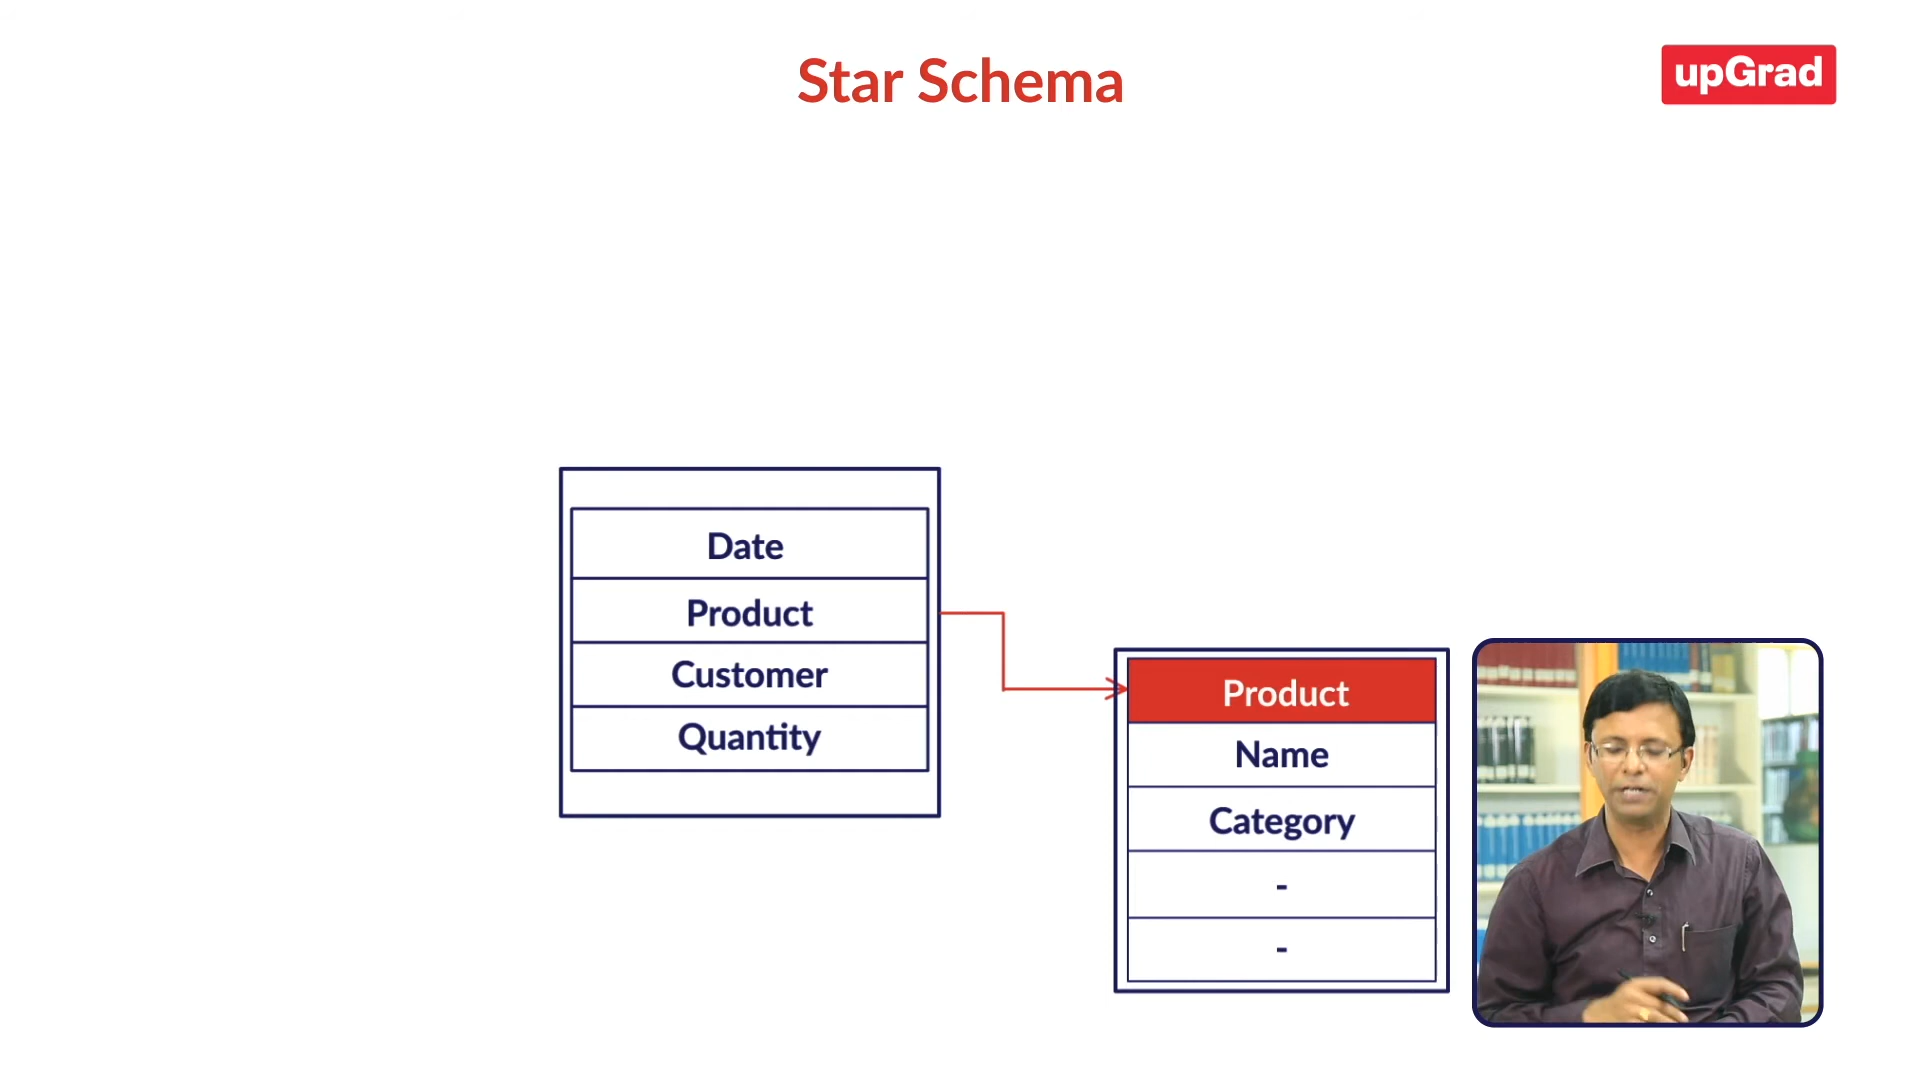 Star Schema
upGrad
Date
Product
Customer
Quantity
Product
Name
Category
-
-